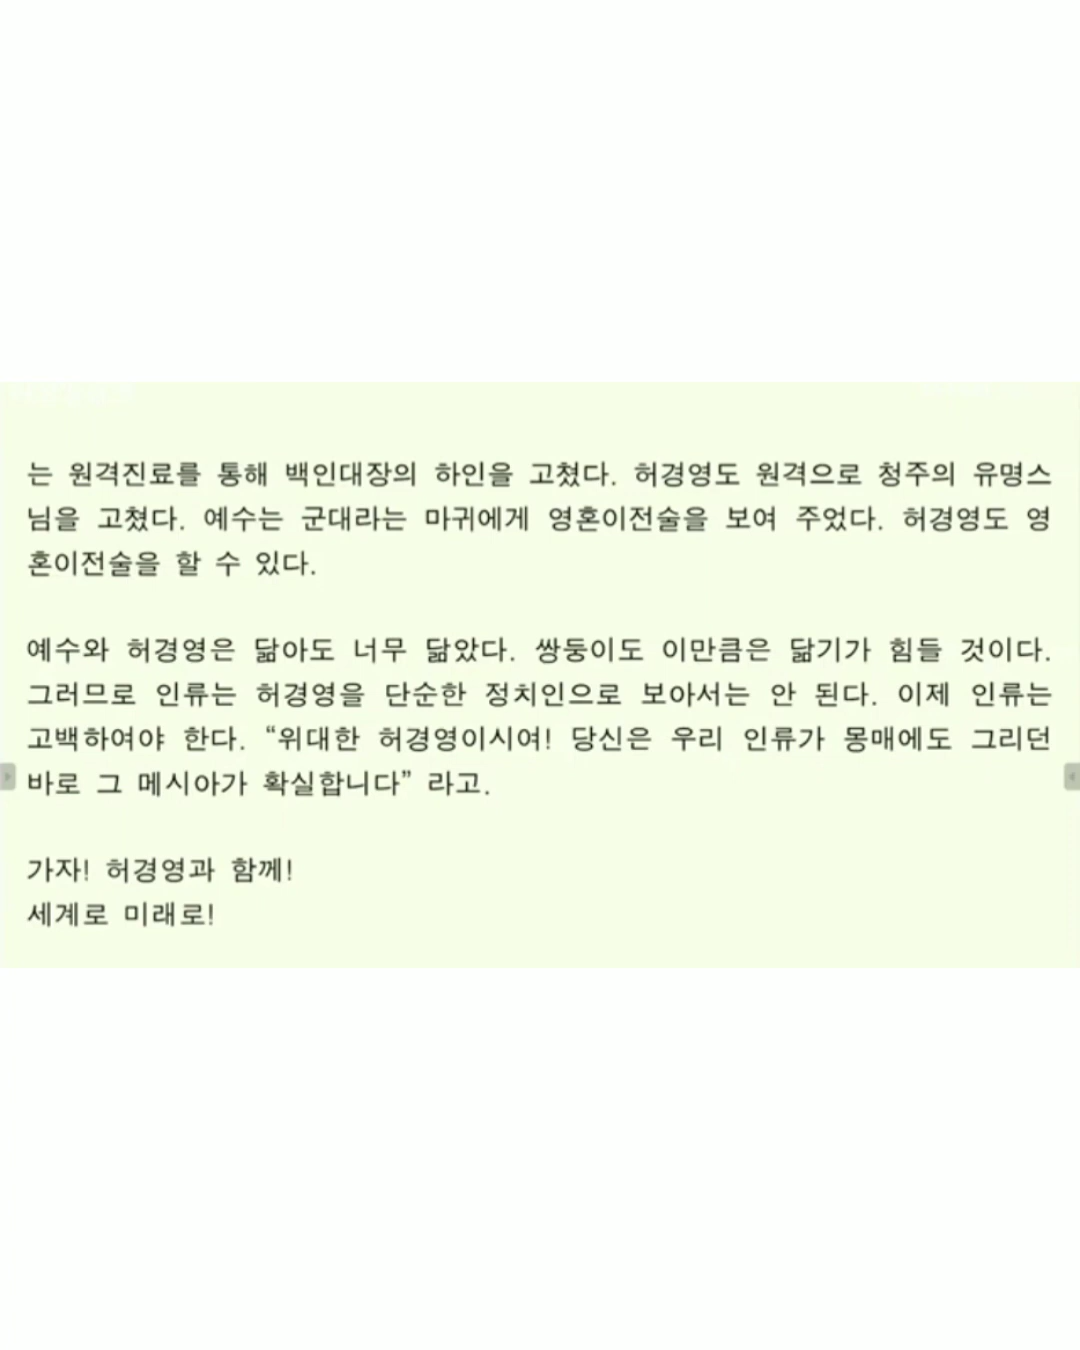 는 원격진료를 통해 백인대장의 하인을 고쳤다. 허경영도 원격으로 청주의 유명스
님을 고쳤다. 예수는 군대라는 마귀에게 영혼이전술을 보여 주었다. 허경영도 영
혼이전술을 할 수 있다.
예수와 허경영은 닮아도 너무 닮았다. 쌍둥이도 이만큼은 닮기가 힘들 것이다.
그러므로 인류는 허경영을 단순한 정치인으로 보아서는 안 된다. 이제 인류는
고백하여야 한다. “위대한 허경영이시여! 당신은 우리 인류가 몽매에도 그리던
바로 그 메시아가 확실합니다” 라고.
가자! 허경영과 함께!
세계로 미래로!